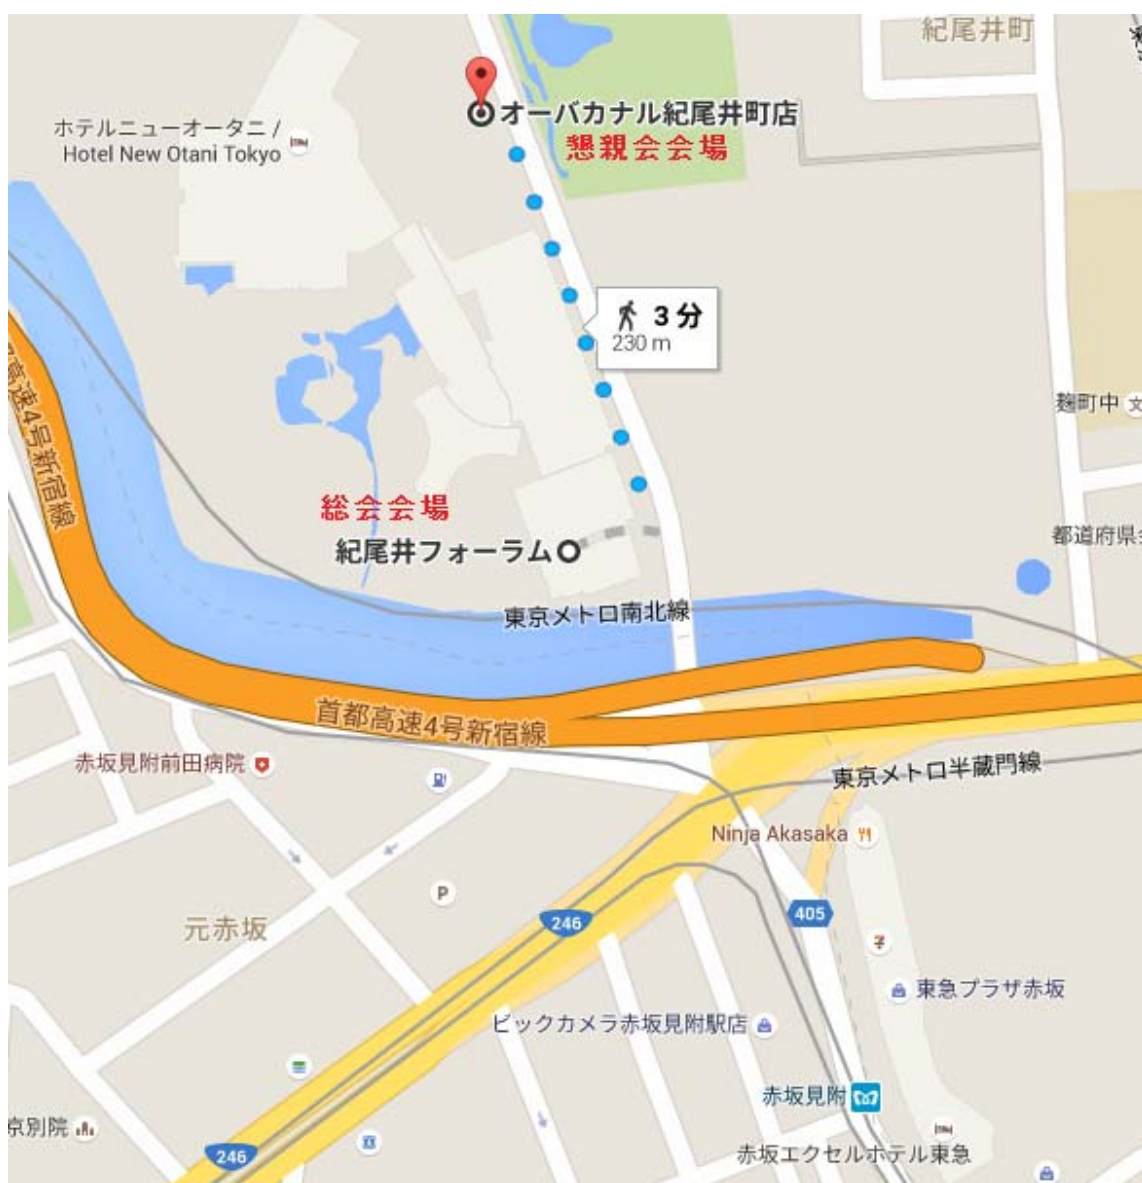 紀尾井町
オーバカナル紀尾井町店
懇親会会場
ホテルニューオータニ /
Hotel New Otani Tokyo
3 分
230 m
麹町中
文
高速4号新宿線
総会会場
紀尾井フォーラム
都道府県
東京メトロ南北線
首都高速4号新宿線
赤坂見附前田病院
東京メトロ半蔵門線
Ninja Akasaka
P
405
246
元赤坂
東急プラザ赤坂
ビックカメラ赤坂見附駅店
赤坂見附
京別院
246
赤坂エクセルホテル東急